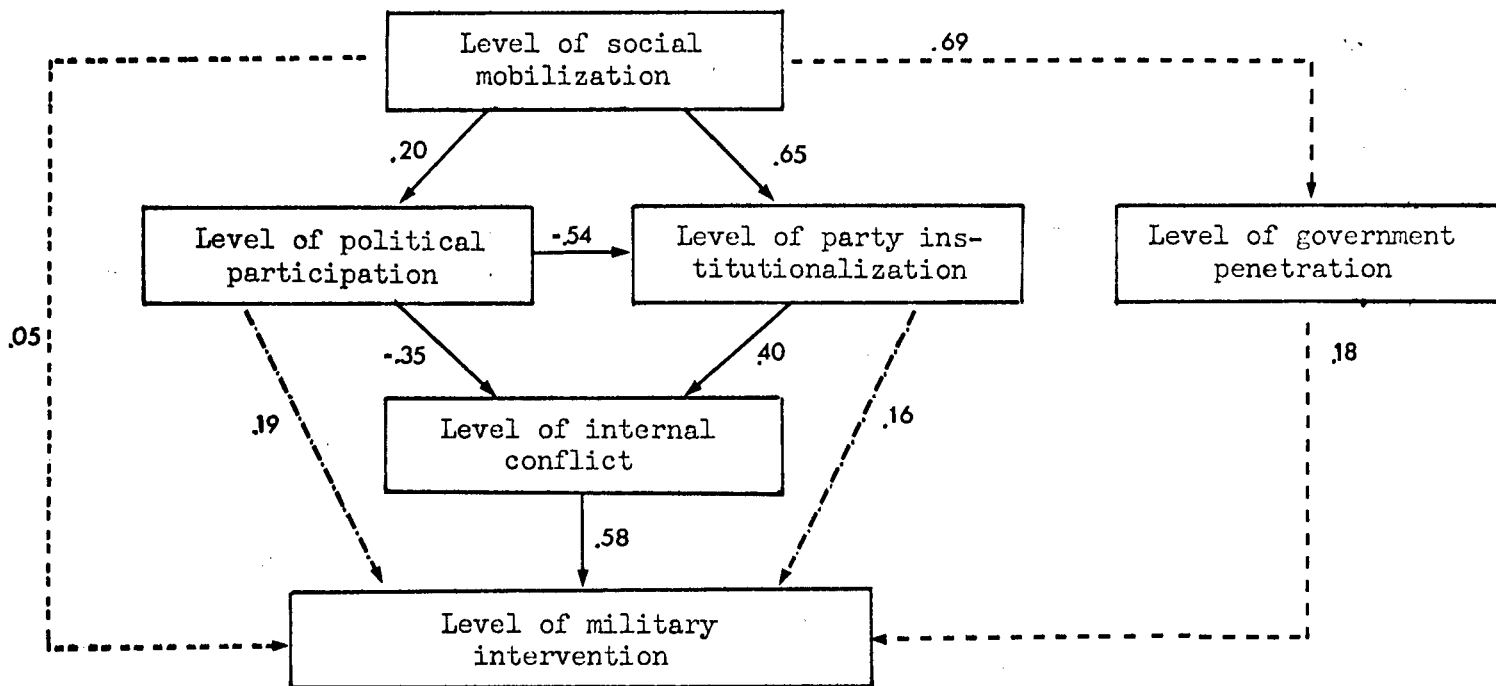 Level of social
mobilization
.69
.20
.65
Level of political
participation
-.54
Level of party ins-
titutionalization
Level of government
penetration
.05
-.35
.40
.18
.19
.16
Level of internal
conflict
.58
Level of military
intervention